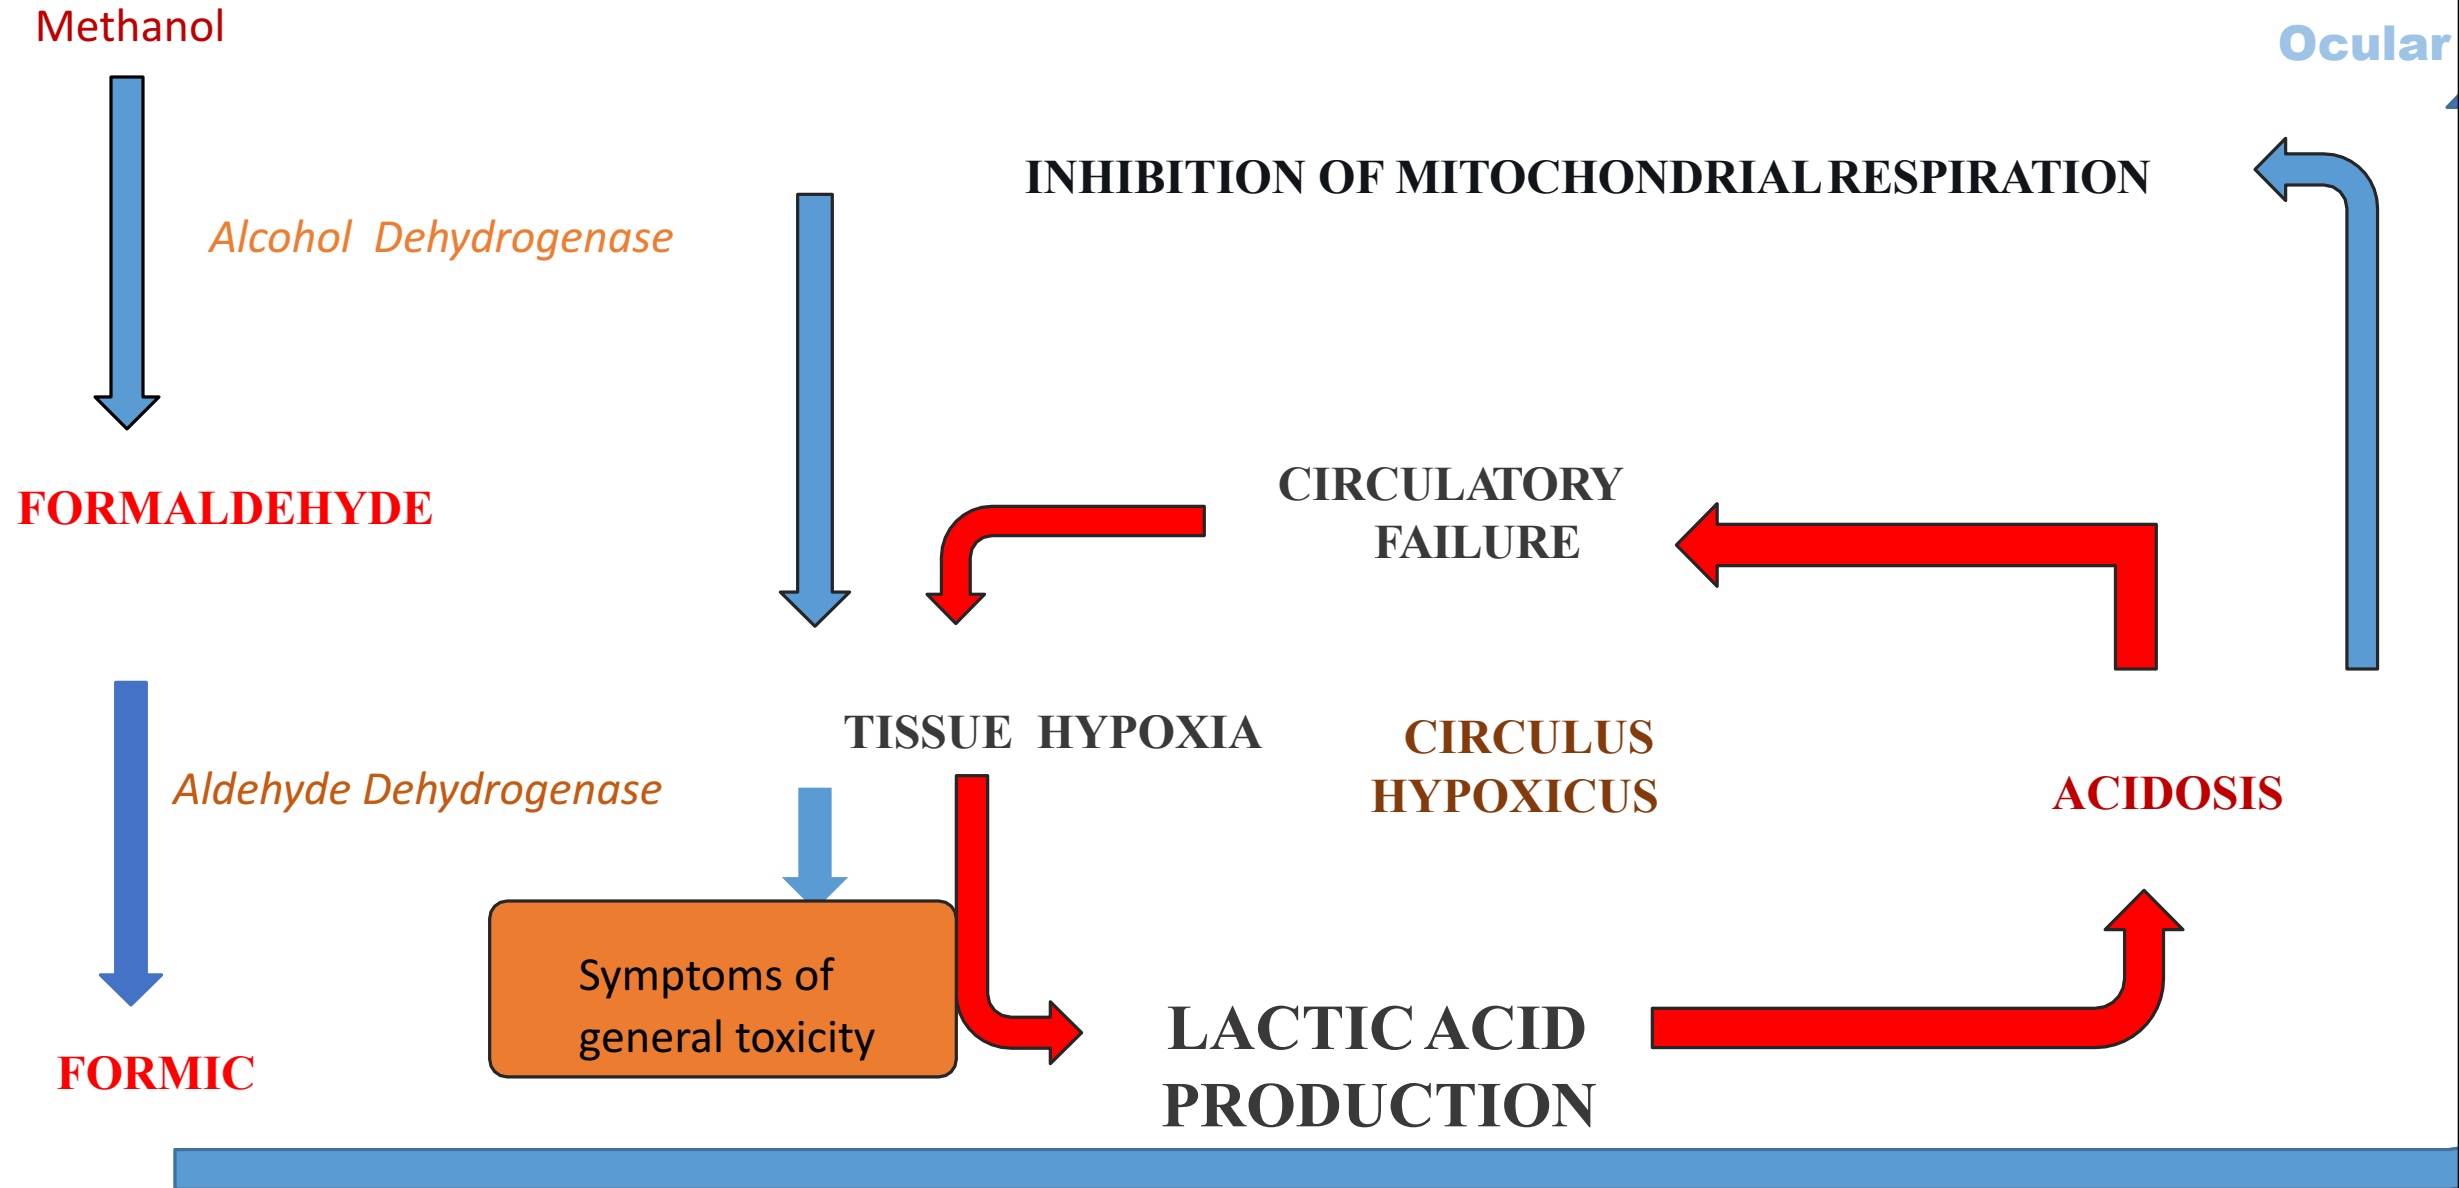 Methanol
Ocular
INHIBITION OF MITOCHONDRIAL RESPIRATION
Alcohol Dehydrogenase
CIRCULATORY
FAILURE
FORMALDEHYDE
TISSUE HYPOXIA
CIRCULUS
HYPOXICUS
Aldehyde Dehydrogenase
ACIDOSIS
Symptoms of
general toxicity
LACTIC ACID
PRODUCTION
FORMIC